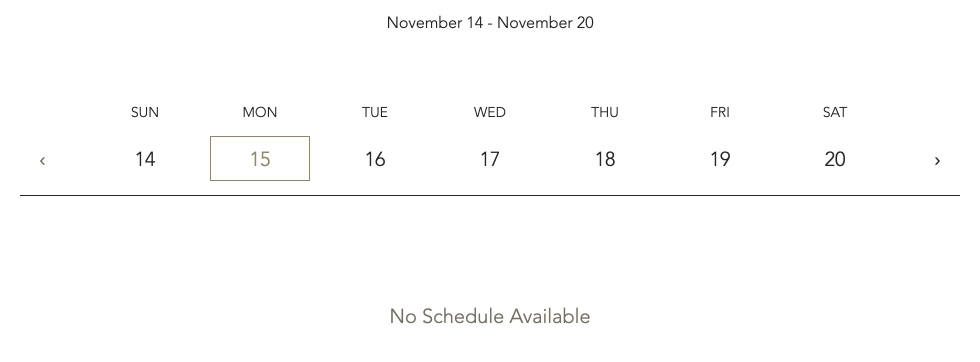 November 14 - November 20
SUN MON TUE WED THU FRI SAT
‹ 14 15 16 17 18 19 20 ›
No Schedule Available